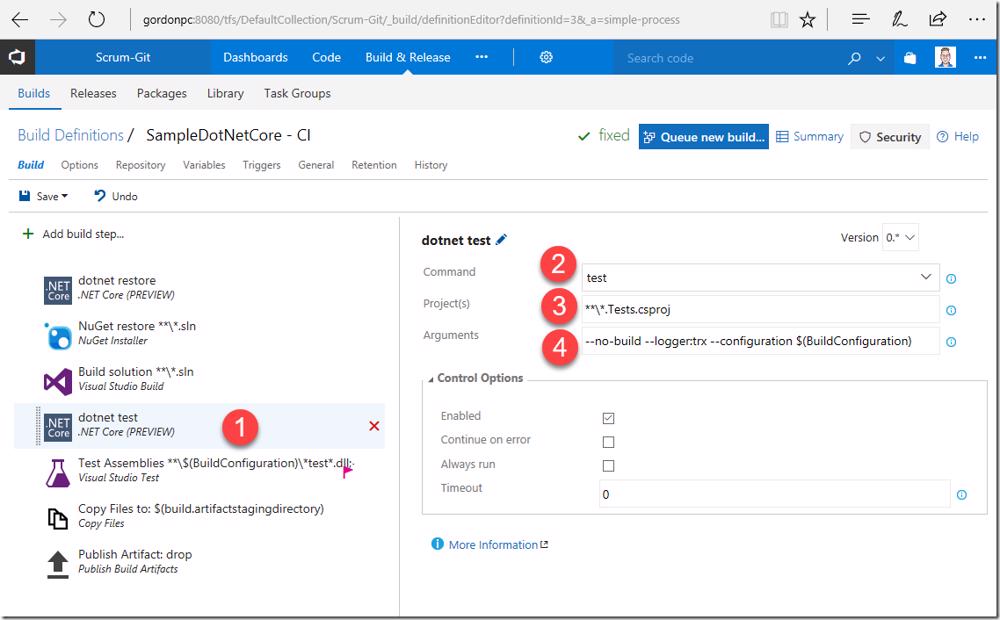 gordonpc:8080/tfs/DefaultCollection/Scrum-Git/_build/definitionEditor?definitionId=3&_a=simple-process
Scrum-Git Dashboards Code Build & Release Search code
Builds Releases Packages Library Task Groups
Build Definitions / SampleDotNetCore - CI fixed Queue new build... Summary Security Help
Build Options Repository Variables Triggers General Retention History
Save Undo
Add build step...
dotnet test
Version 0.*
Command 2 test
Project(s) 3 **\*.Tests.csproj
Arguments 4 --no-build --logger:trx --configuration $(BuildConfiguration)
.NET Core dotnet restore
.NET Core (PREVIEW)
NuGet restore **\*.sln
NuGet Installer
Build solution **\*.sln
Visual Studio Build
.NET Core dotnet test 1
.NET Core (PREVIEW)
Test Assemblies **\$(BuildConfiguration)\*test*.dll;-
Visual Studio Test
Copy Files to: $(build.artifactstagingdirectory)
Copy Files
Publish Artifact: drop
Publish Build Artifacts
Control Options
Enabled
Continue on error
Always run
Timeout 0
More Information